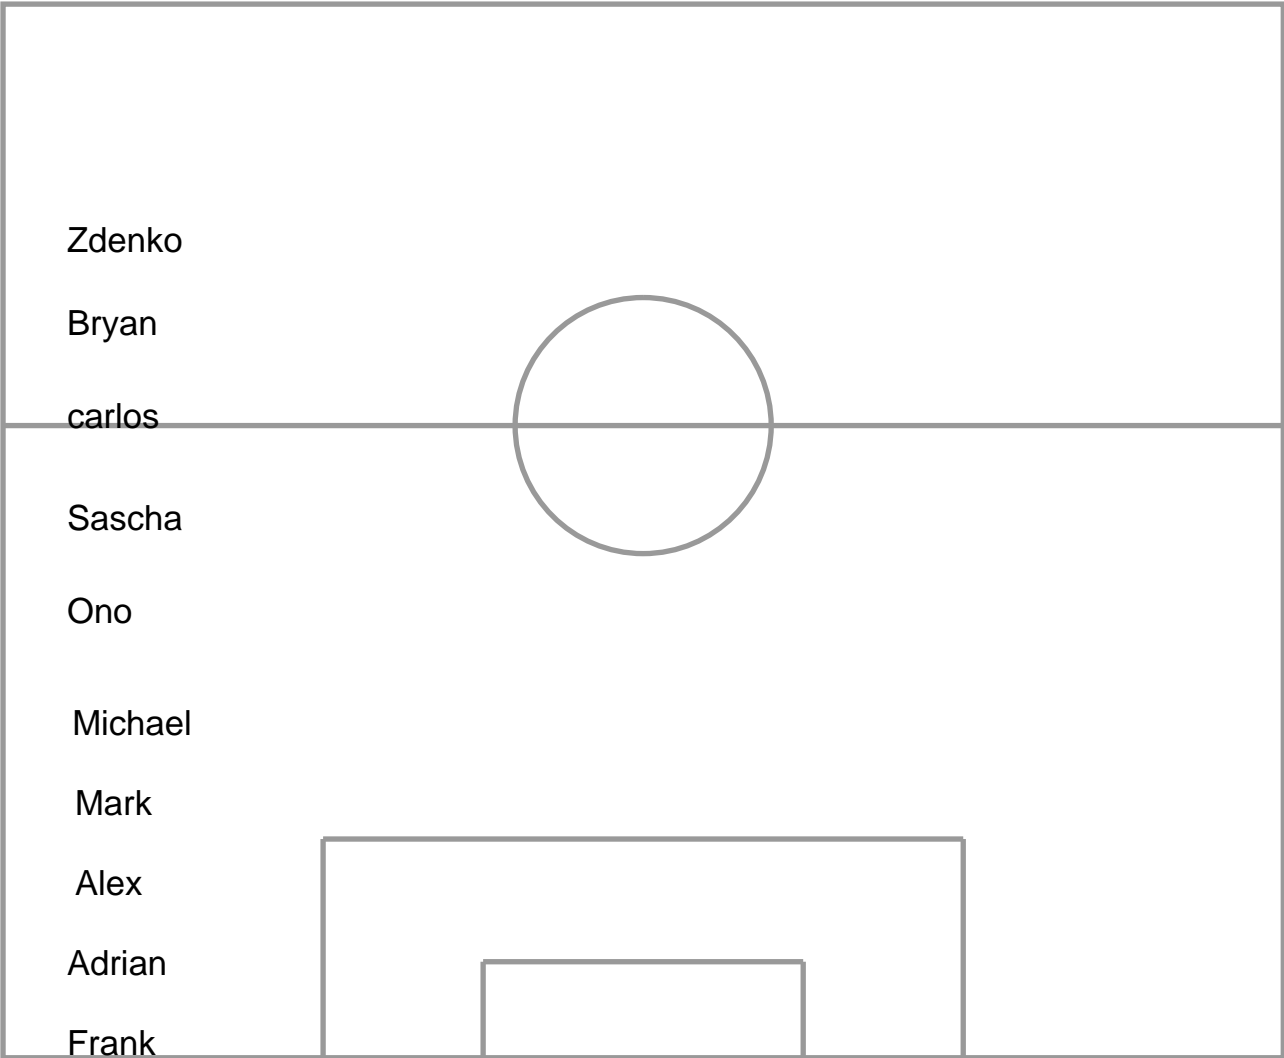 Zdenko
Bryan
carlos
Sascha
Ono
Michael
Mark
Alex
Adrian
Frank